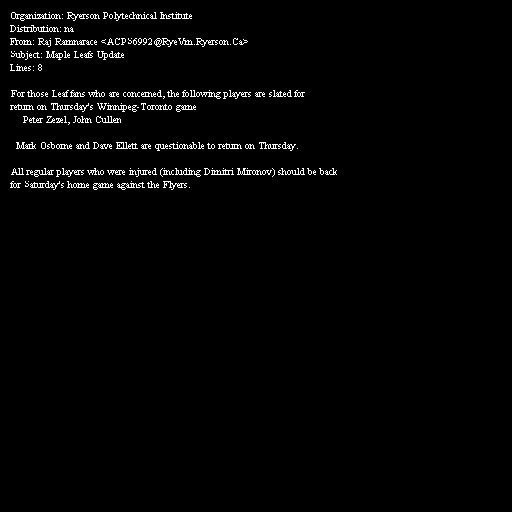 Organization: Ryerson Polytechnical Institute
Distribution: na
From: Raj Ramnarace <ACPS6992@RyeVm.Ryerson.Ca>
Subject: Maple Leafs Update
Lines: 8
For those Leaf fans who are concerned, the following players are slated for
return on Thursday's Winnipeg-Toronto game
Peter Zezel, John Cullen
Mark Osborne and Dave Ellett are questionable to return on Thursday.
All regular players who were injured (including Dimitri Mironov) should be back
for Saturday's home game against the Flyers.